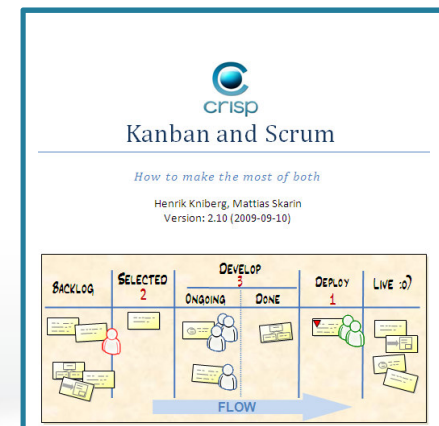 crisp
Kanban and Scrum
How to make the most of both
Henrik Kniberg, Mattias Skarin
Version: 2.10 (2009-09-10)
BACKLOG
SELECTED
2
DEVELOP
3
ONGOING
DONE
DEPLOY
1
LIVE :o)
FLOW